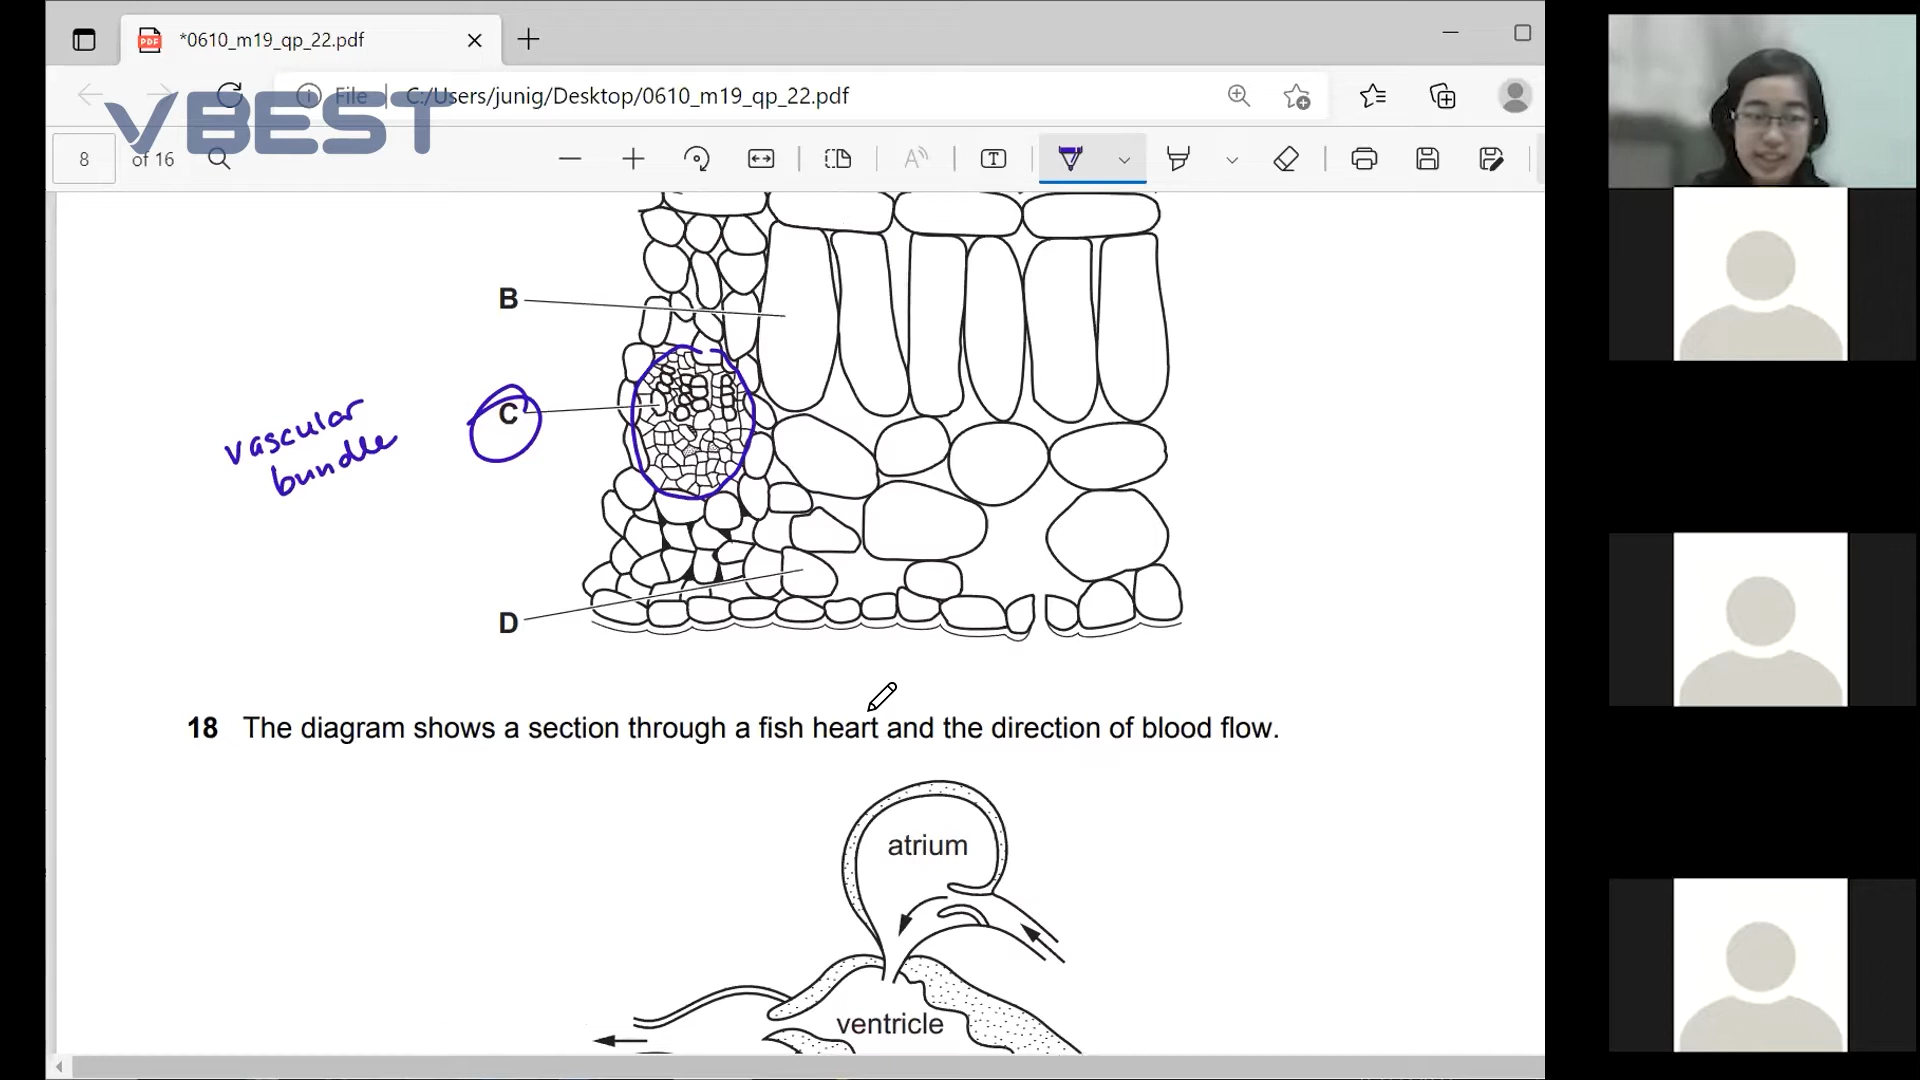 *0610_m19_qp_22.pdf
File | C:/Users/junig/Desktop/0610_m19_qp_22.pdf
VBEST
8 of 16
B
C
vascular
bundle
D
18 The diagram shows a section through a fish heart and the direction of blood flow.
atrium
ventricle